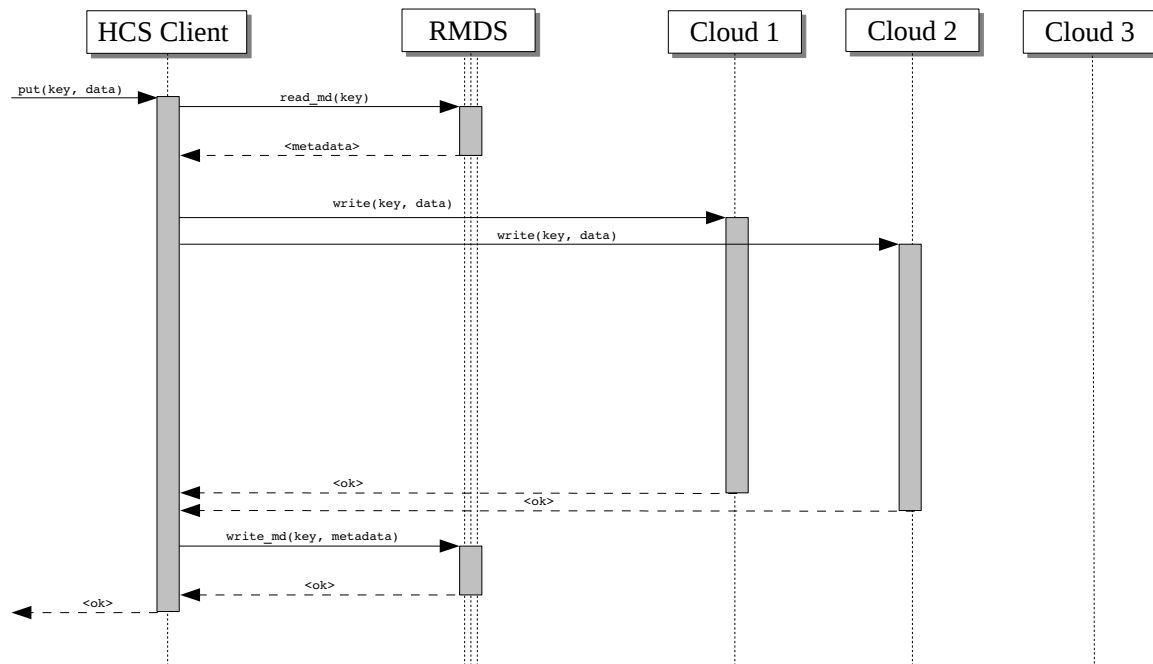 HCS Client
RMDS
Cloud 1
Cloud 2
Cloud 3
put(key, data)
read_md(key)
<metadata>
write(key, data)
write(key, data)
<ok>
<ok>
write_md(key, metadata)
<ok>
<ok>